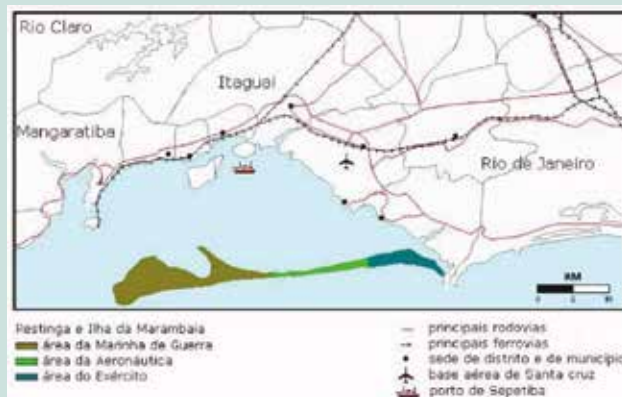 Rio Claro
Itaguaí
Mangaratiba
Rio de Janeiro
KM
Restinga e Ilha da Marambaia
área da Marinha de Guerra
área da Aeronáutica
área do Exército
principais rodovias
principais ferrovias
sede de distrito e de município
base aérea de Santa cruz
porto de Sepetiba